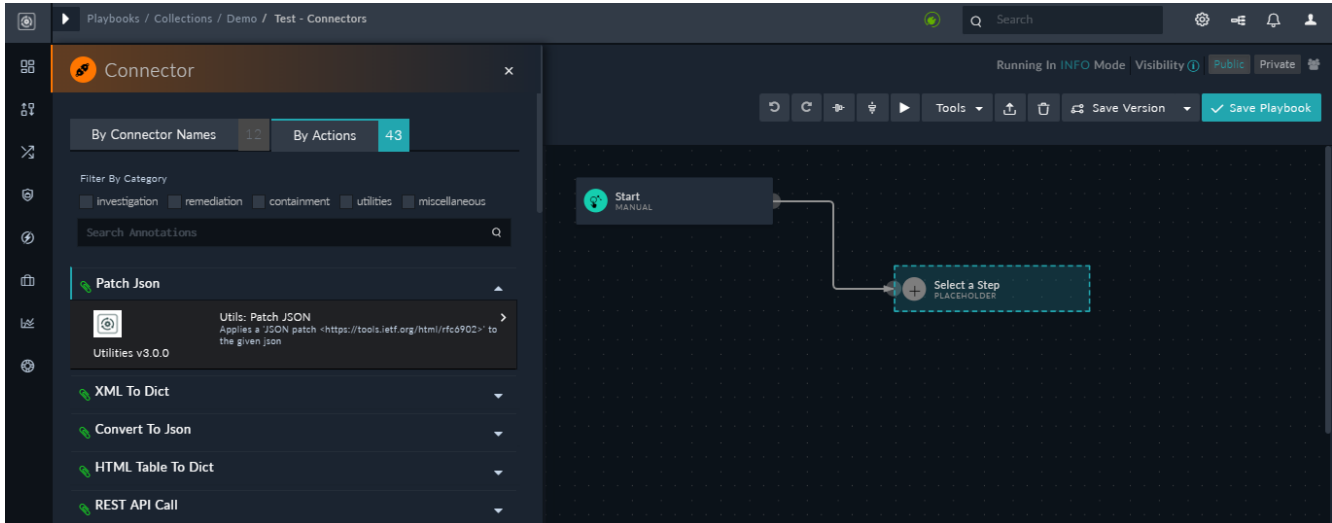 Playbooks / Collections / Demo / Test - Connectors
Search
Connector
Running In INFO Mode Visibility Public Private
By Connector Names 12 By Actions 43
Tools Save Version Save Playbook
Filter By Category
investigation remediation containment utilities miscellaneous
Search Annotations
Start
MANUAL
Select a Step
PLACEHOLDER
Patch Json
Utils: Patch JSON
Applies a 'JSON patch <https://tools.ietf.org/html/rfc6902>' to
the given json
Utilities v3.0.0
XML To Dict
Convert To Json
HTML Table To Dict
REST API Call